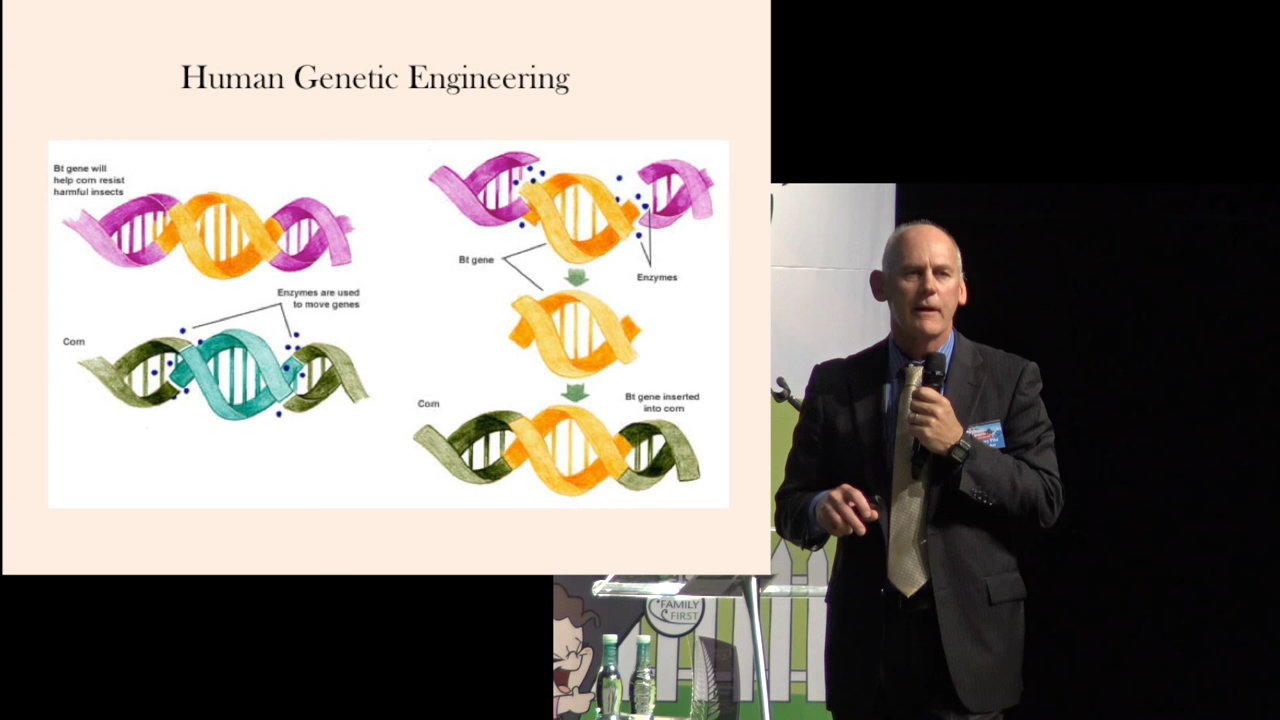 Human Genetic Engineering
Bt gene will
help corn resist
harmful insects
Enzymes are used
to move genes
Corn
Bt gene
Enzymes
Corn
Bt gene inserted
into corn
FAMILY
FIRST